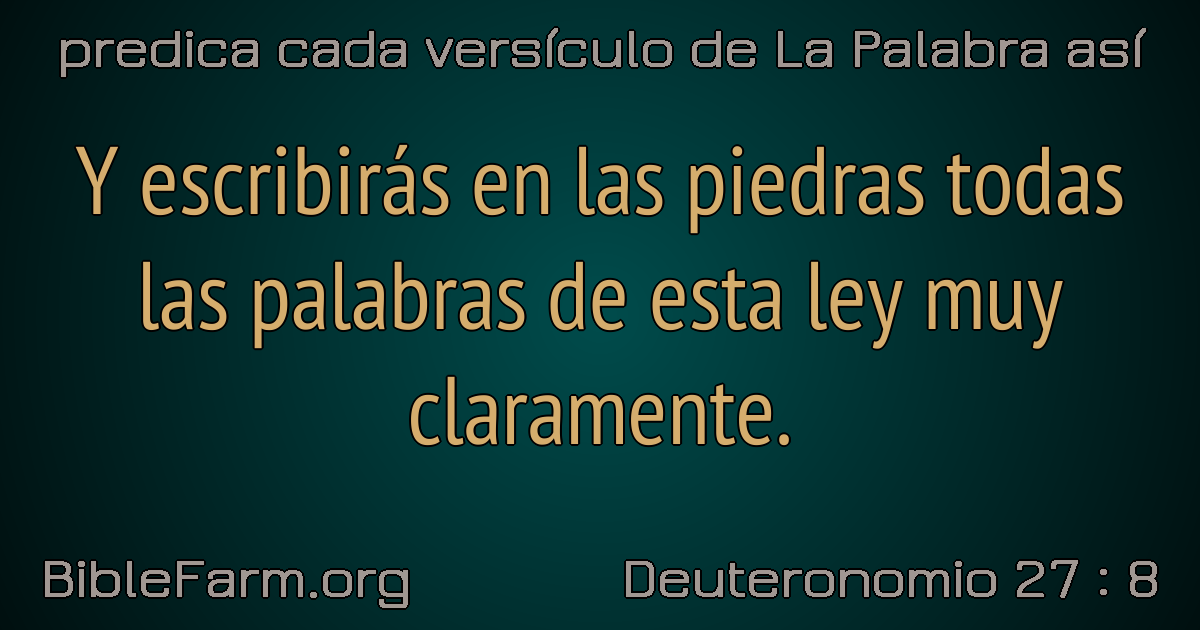 predica cada versículo de La Palabra así
Y escribirás en las piedras todas
las palabras de esta ley muy
claramente.
BibleFarm.org
Deuteronomio 27 : 8